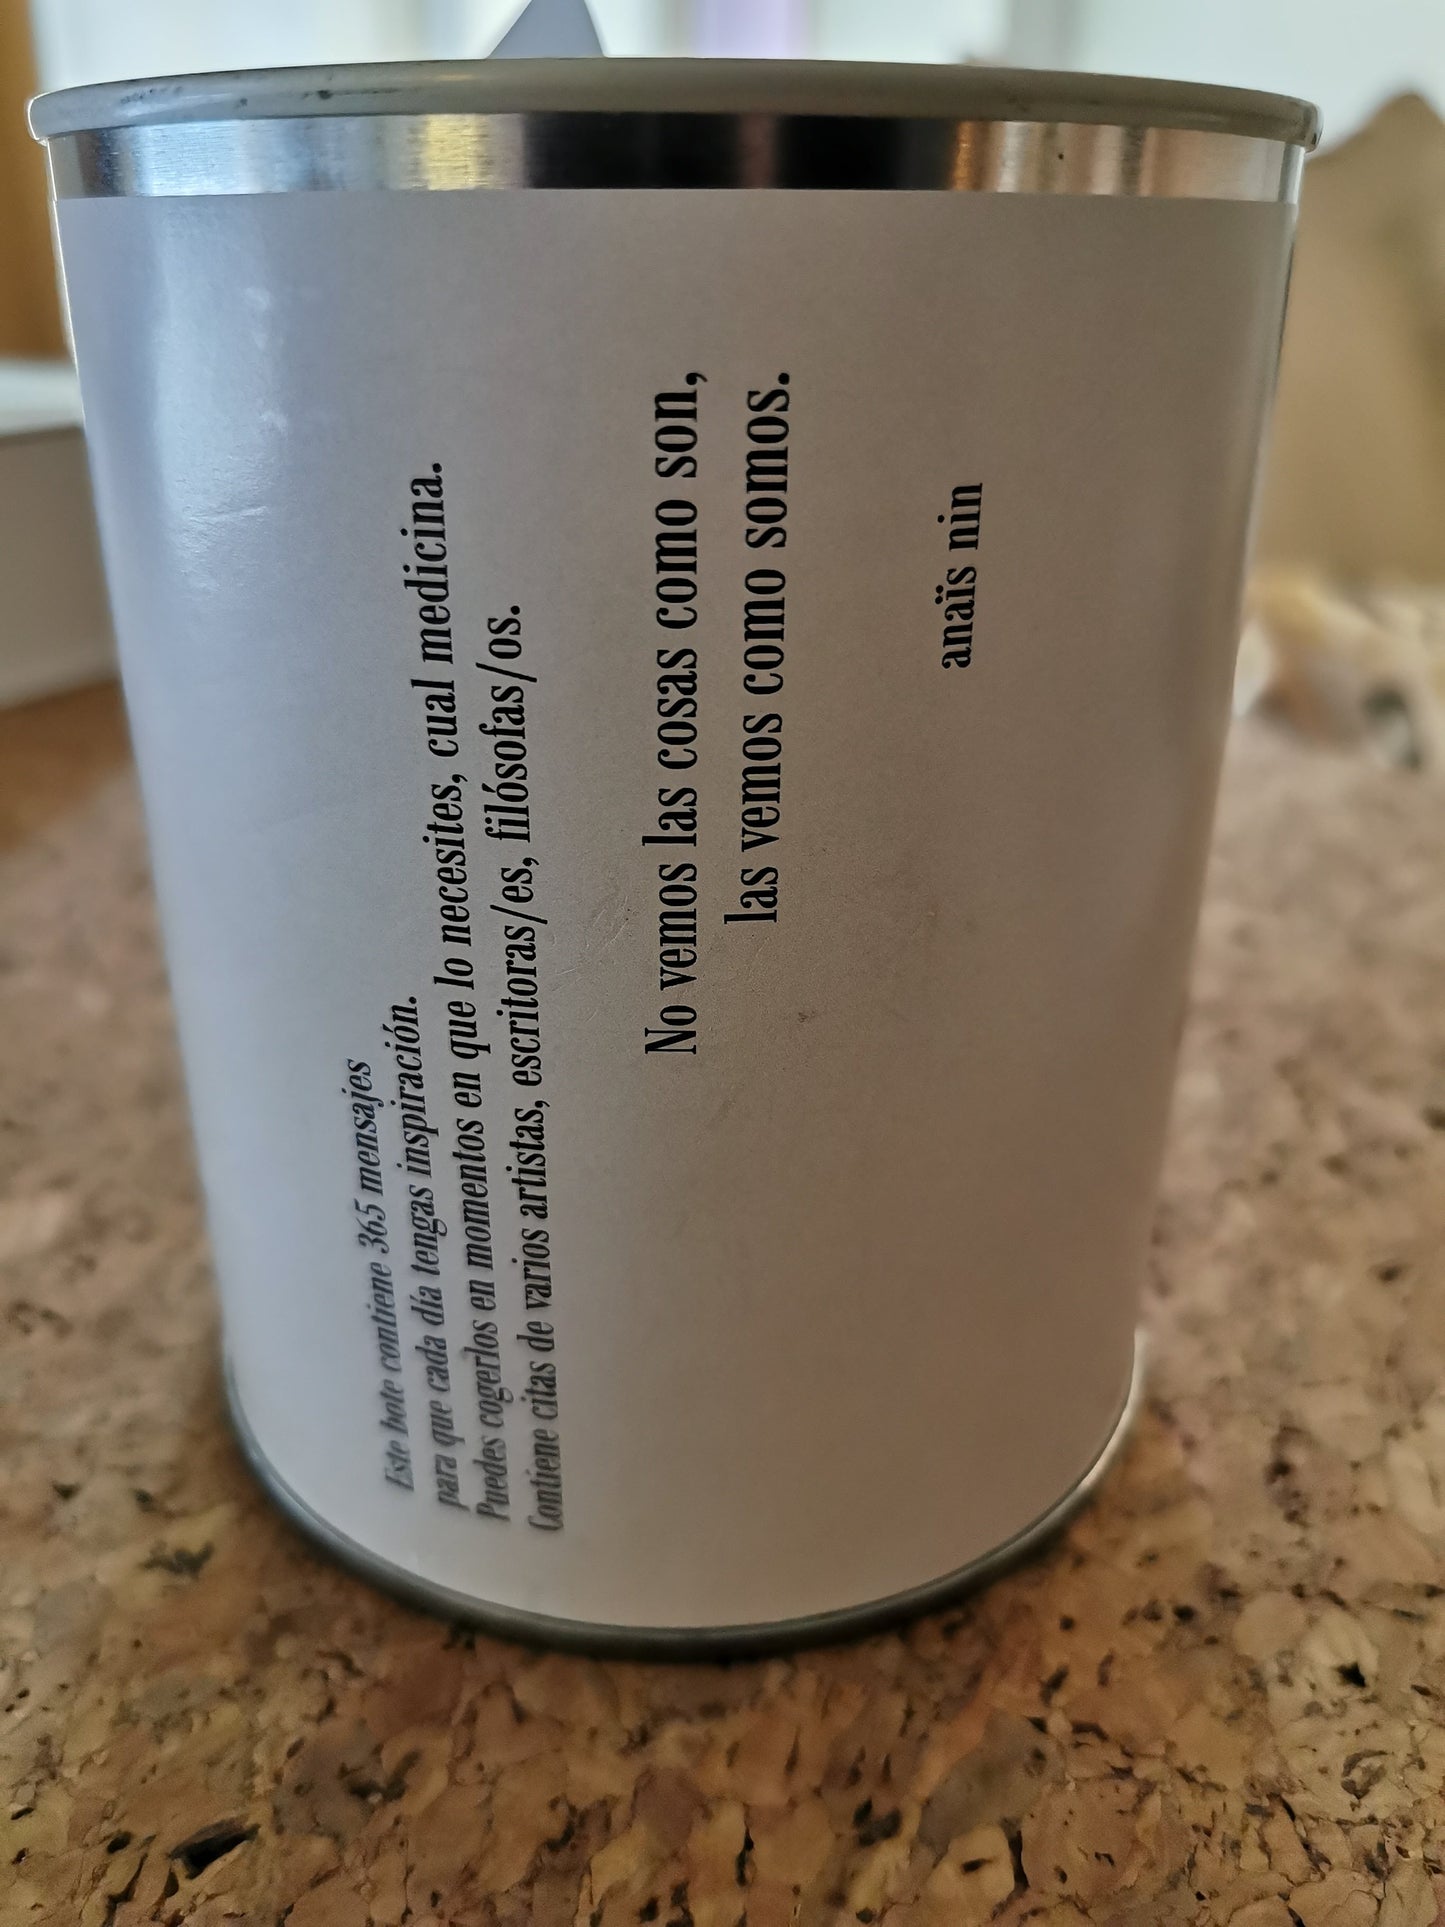 Este bote contiene 365 mensajes
para que cada día tengas inspiración.
Puedes cogerlos en momentos en que lo necesites, cual medicina.
Contiene citas de varios artistas, escritoras/es, filósofas/os.
No vemos las cosas como son,
las vemos como somos.
anaïs nin